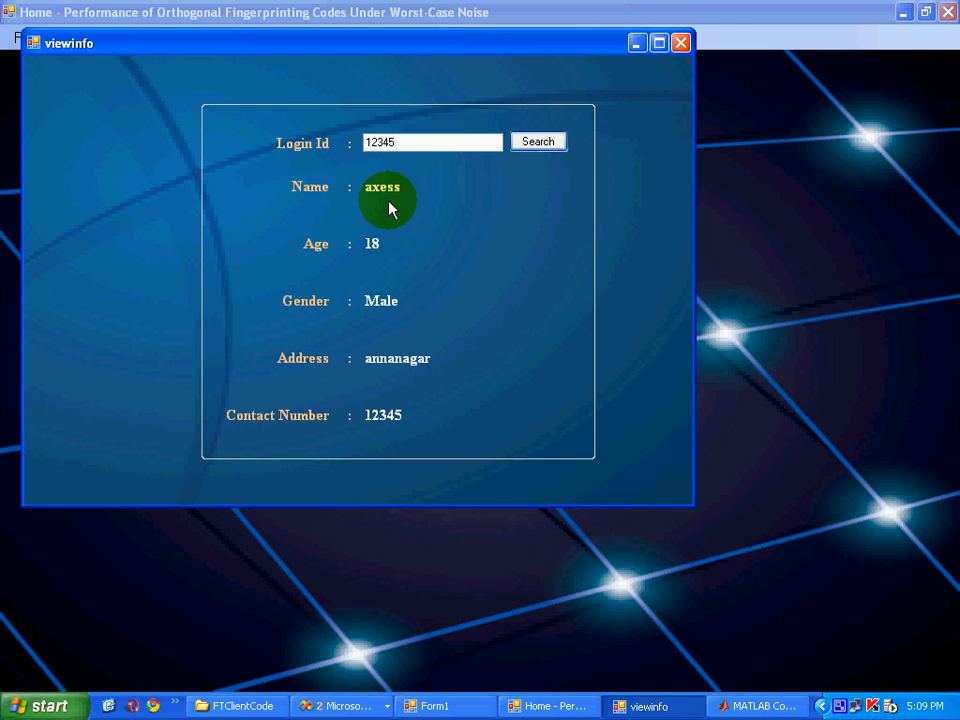 Home - Performance of Orthogonal Fingerprinting Codes Under Worst-Case Noise
F
viewinfo
Login Id : 12345 Search
Name : axess
Age : 18
Gender : Male
Address : annanagar
Contact Number : 12345
start FTClientCode 2 Microso... Form1 Home - Per... viewinfo MATLAB Co... 5:09 PM